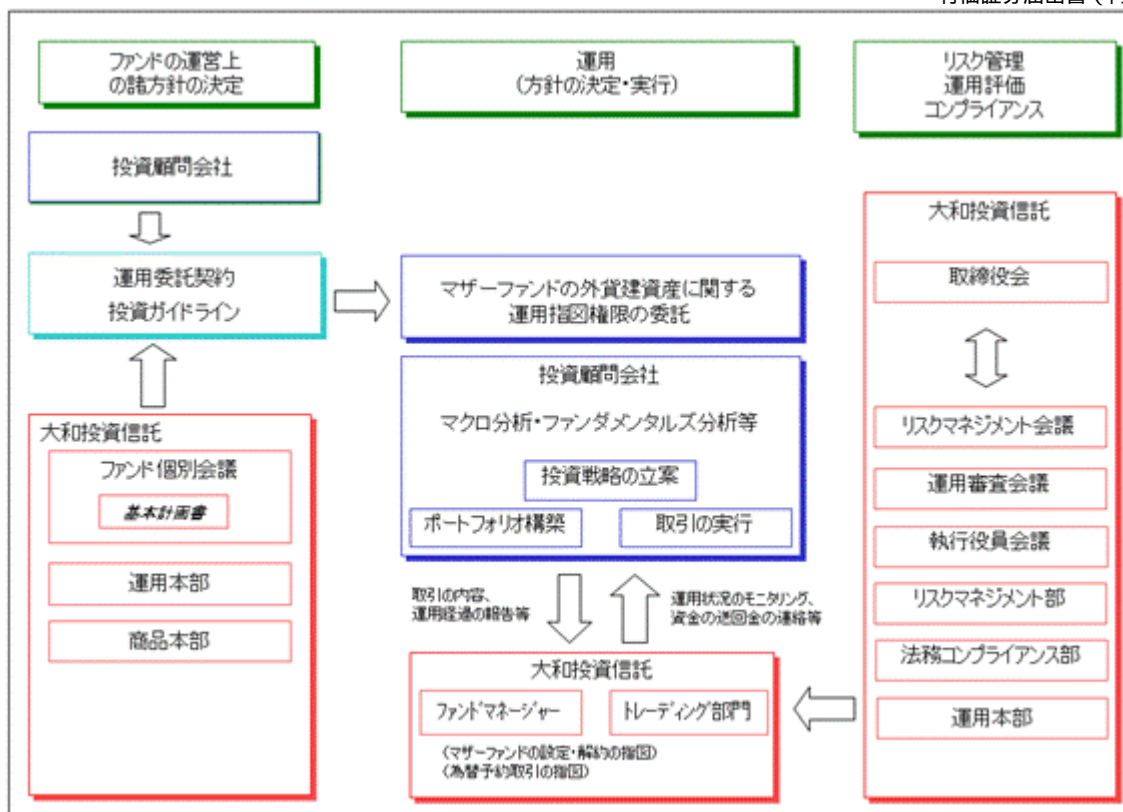 ファンドの運営上
の諸方針の決定
運用
(方針の決定・実行)
リスク管理
運用評価
コンプライアンス
投資顧問会社
運用委託契約
投資ガイドライン
マザーファンドの外貨建資産に関する
運用指図権限の委託
投資顧問会社
マクロ分析・ファンダメンタルズ分析等
投資戦略の立案
ポートフォリオ構築
取引の実行
大和投資信託
ファンド個別会議
基本計画書
運用本部
商品本部
取引の内容、
運用経過の報告等
運用状況のモニタリング、
資金の送回金の連絡等
大和投資信託
ファンドマネージャー
トレーディング部門
(マザーファンドの設定・解約の指図)
(為替予約取引の指図)
大和投資信託
取締役会
リスクマネジメント会議
運用審査会議
執行役員会議
リスクマネジメント部
法務コンプライアンス部
運用本部